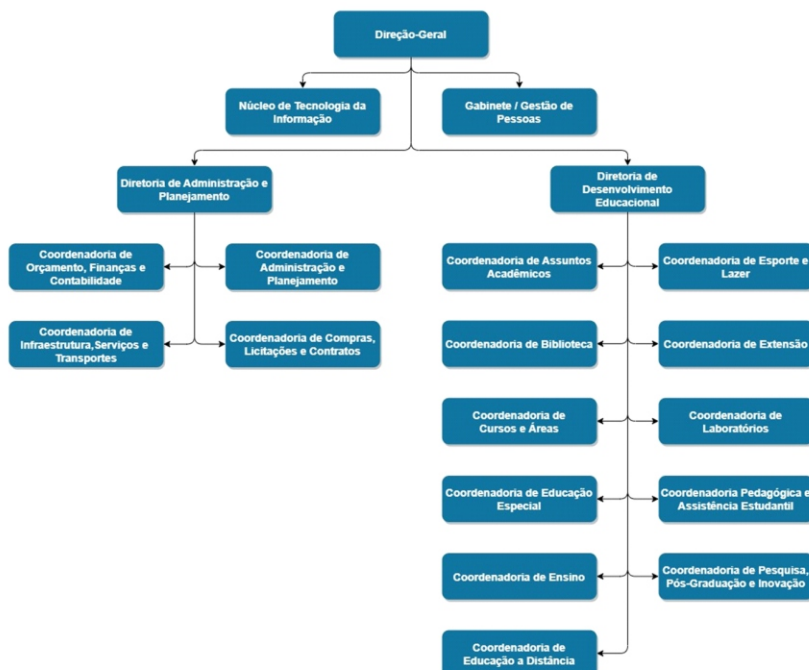 Direção-Geral
Núcleo de Tecnologia da
Informação
Gabinete / Gestão de
Pessoas
Diretoria de Administração e
Planejamento
Diretoria de
Desenvolvimento
Educacional
Coordenadoria de
Orçamento, Finanças e
Contabilidade
Coordenadoria de
Administração e
Planejamento
Coordenadoria de
Infraestrutura,Serviços e
Transportes
Coordenadoria de Compras,
Licitações e Contratos
Coordenadoria de Assuntos
Acadêmicos
Coordenadoria de Esporte e
Lazer
Coordenadoria de Biblioteca
Coordenadoria de Extensão
Coordenadoria de
Cursos e Áreas
Coordenadoria de
Laboratórios
Coordenadoria de Educação
Especial
Coordenadoria Pedagógica e
Assistência Estudantil
Coordenadoria de Ensino
Coordenadoria de Pesquisa,
Pós-Graduação e Inovação
Coordenadoria de
Educação a Distância